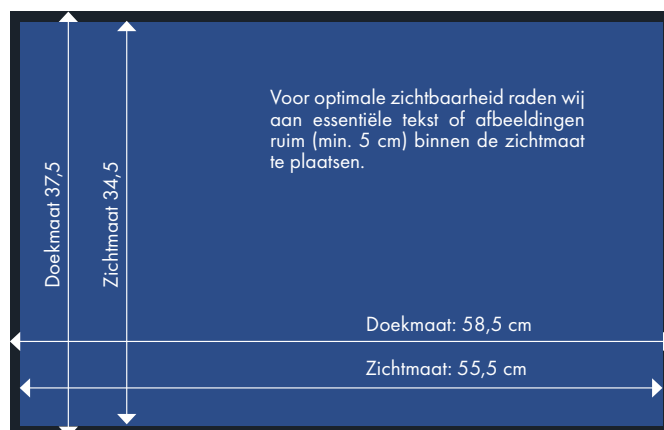 Voor optimale zichtbaarheid raden wij
aan essentiële tekst of afbeeldingen
ruim (min. 5 cm) binnen de zichtmaat
te plaatsen.
Doekmaat 37,5
Zichtmaat 34,5
Doekmaat: 58,5 cm
Zichtmaat: 55,5 cm